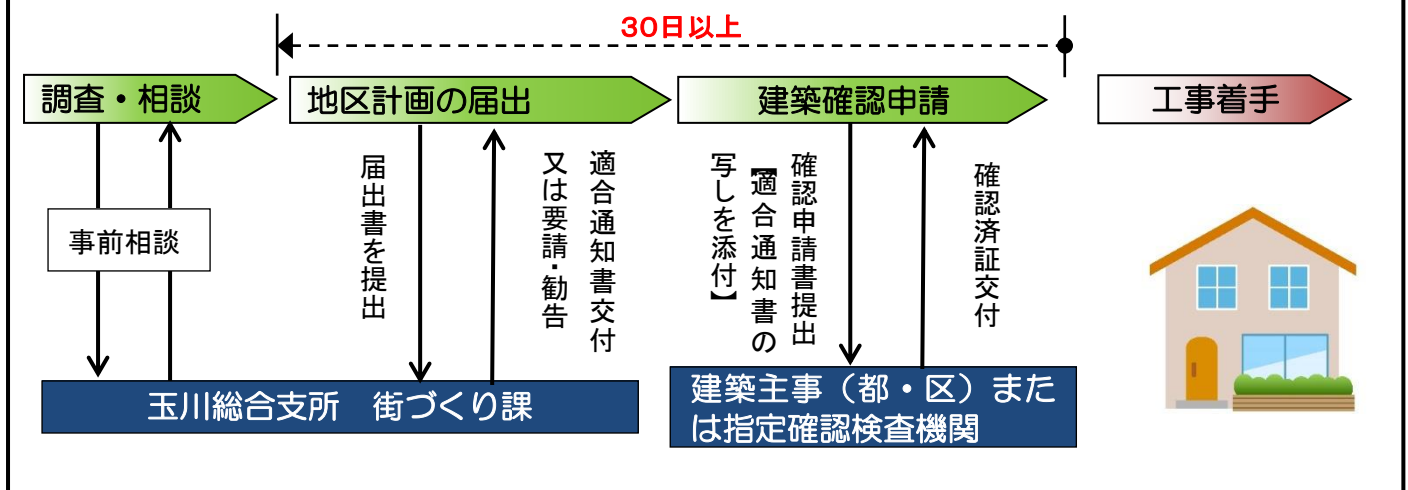 30日以上
調査・相談
地区計画の届出
建築確認申請
工事着手
事前相談
届出書を提出
適合通知書交付
又は要請・勧告
確認申請書提出
【適合通知書の
写しを添付】
確認済証交付
玉川総合支所　街づくり課
建築主事（都・区）また
は指定確認検査機関